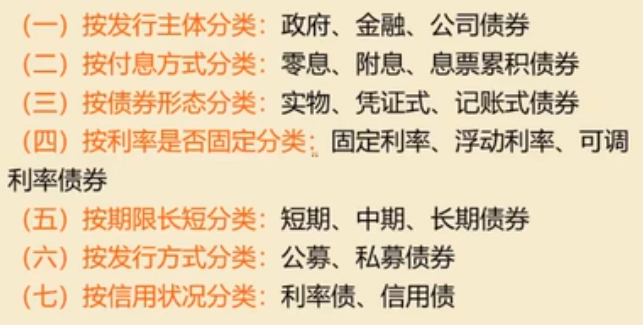 （一）按发行主体分类：政府、金融、公司债券
（二）按付息方式分类：零息、附息、息票累积债券
（三）按债券形态分类：实物、凭证式、记账式债券
（四）按利率是否固定分类：固定利率、浮动利率、可调
利率债券
（五）按期限长短分类：短期、中期、长期债券
（六）按发行方式分类：公募、私募债券
（七）按信用状况分类：利率债、信用债